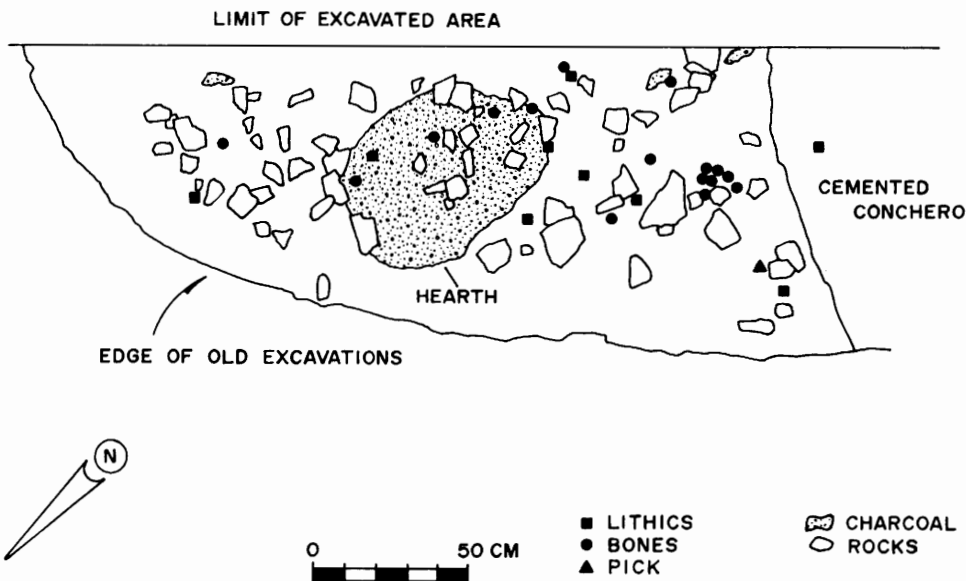 LIMIT OF EXCAVATED AREA
CEMENTED
CONCHERO
HEARTH
EDGE OF OLD EXCAVATIONS
N
0 50 CM
LITHICS
BONES
PICK
CHARCOAL
ROCKS